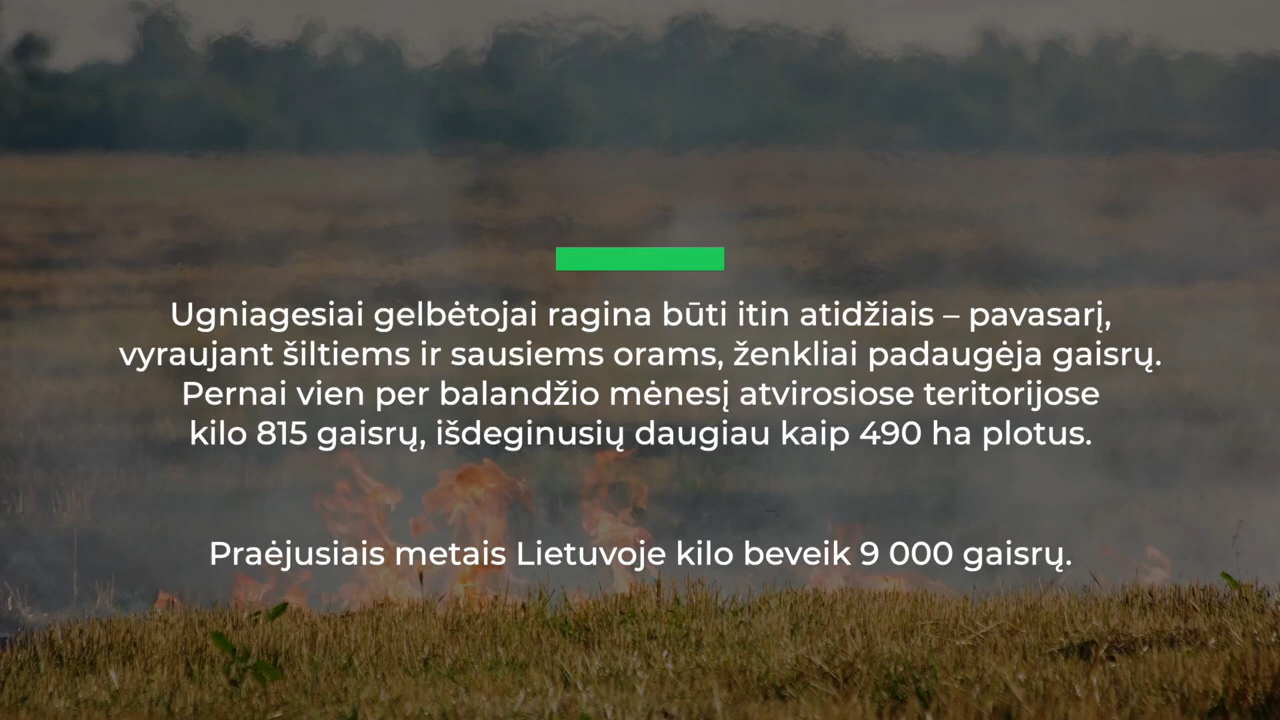 Ugniagesiai gelbėtojai ragina būti itin atidžiais – pavasarį,
vyraujant šiltiems ir sausiems orams, ženkliai padaugėja gaisrų.
Pernai vien per balandžio mėnesį atvirosiose teritorijose
kilo 815 gaisrų, išdeginusių daugiau kaip 490 ha plotus.
Praėjusiais metais Lietuvoje kilo beveik 9 000 gaisrų.